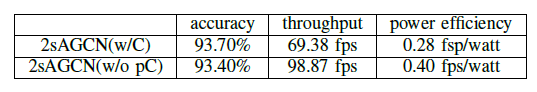 accuracy throughput power efficiency
2sAGCN(w/C) 93.70% 69.38 fps 0.28 fsp/watt
2sAGCN(w/o pC) 93.40% 98.87 fps 0.40 fps/watt